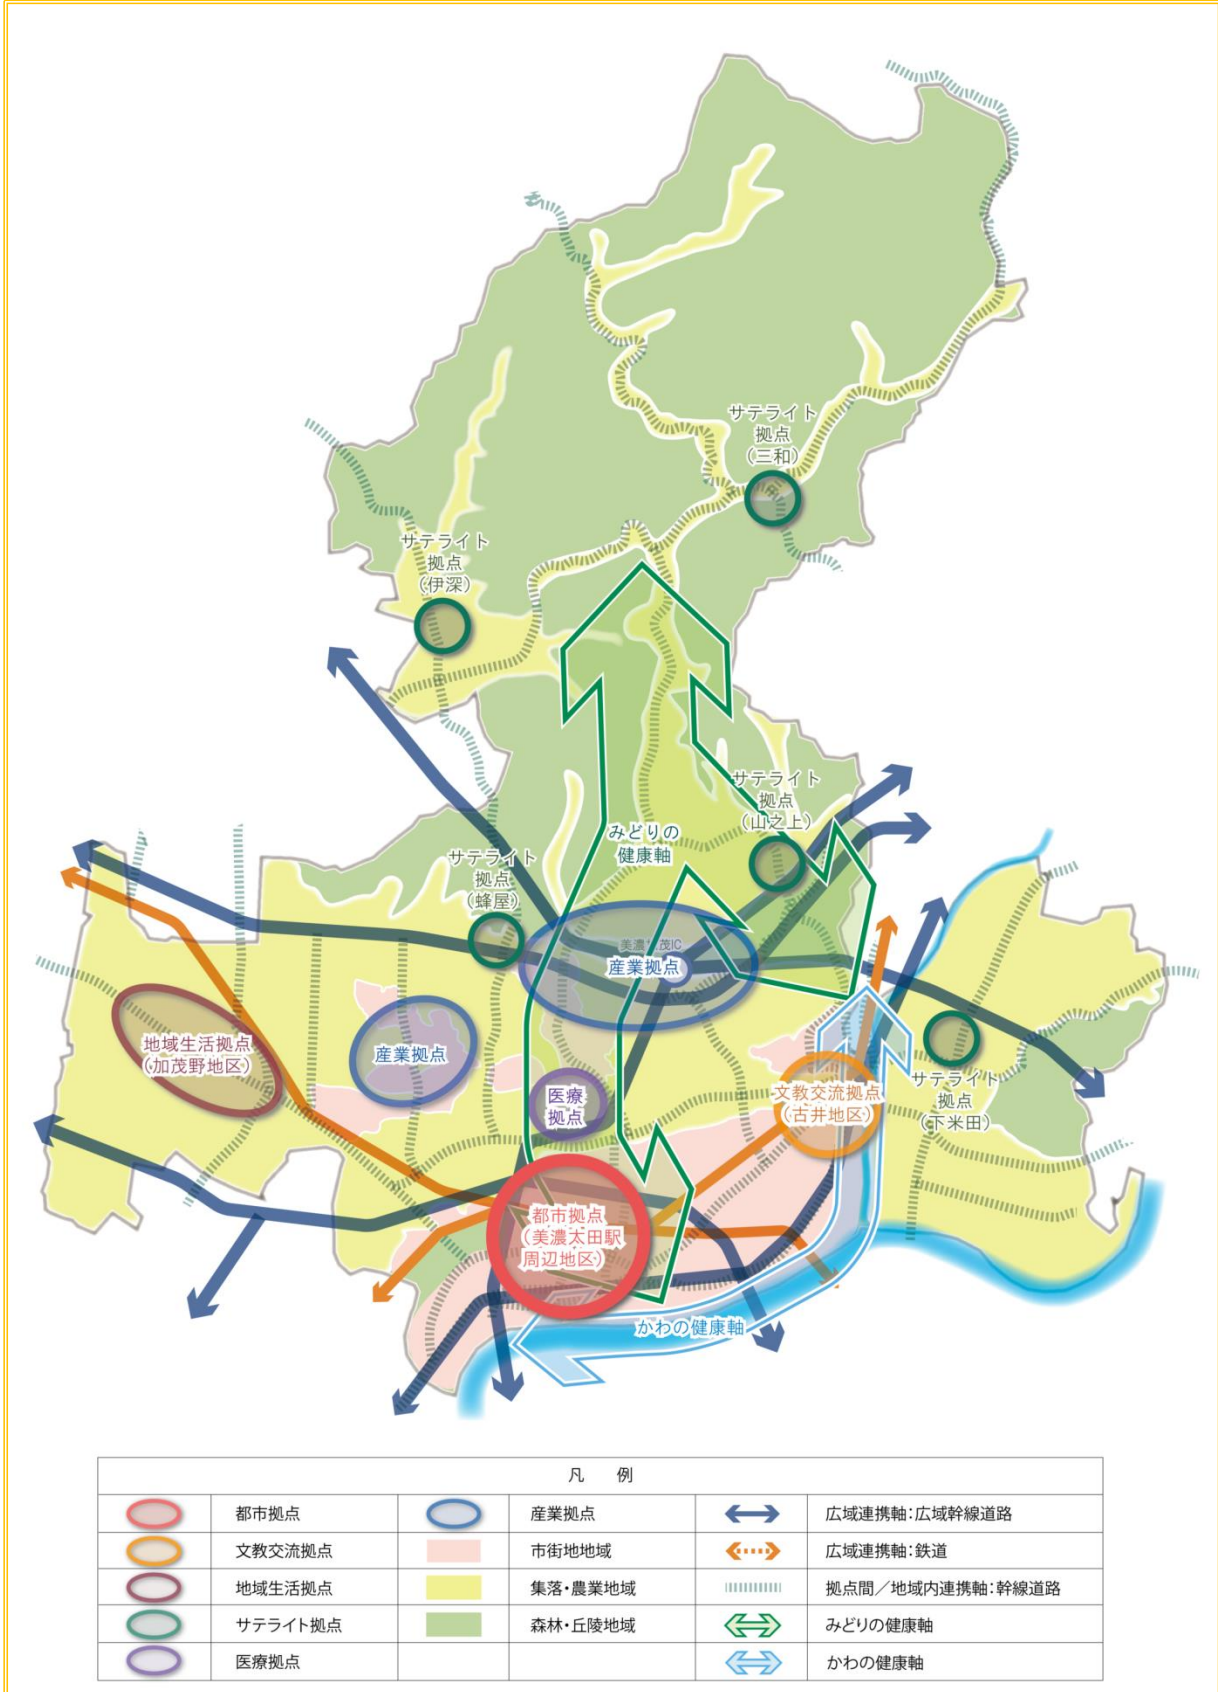 サテライト
拠点
(三和)
サテライト
拠点
(伊深)
サテライト
拠点
(山之上)
みどりの
健康軸
サテライト
拠点
(蜂屋)
美濃加茂IC
産業拠点
地域生活拠点
(加茂野地区)
産業拠点
医療
拠点
文教交流拠点
(古井地区)
サテライト
拠点
(下米田)
都市拠点
(美濃太田駅
周辺地区)
かわの健康軸
凡 例
都市拠点
産業拠点
広域連携軸:広域幹線道路
文教交流拠点
市街地地域
広域連携軸:鉄道
地域生活拠点
集落・農業地域
拠点間/地域内連携軸:幹線道路
サテライト拠点
森林・丘陵地域
みどりの健康軸
医療拠点
かわの健康軸